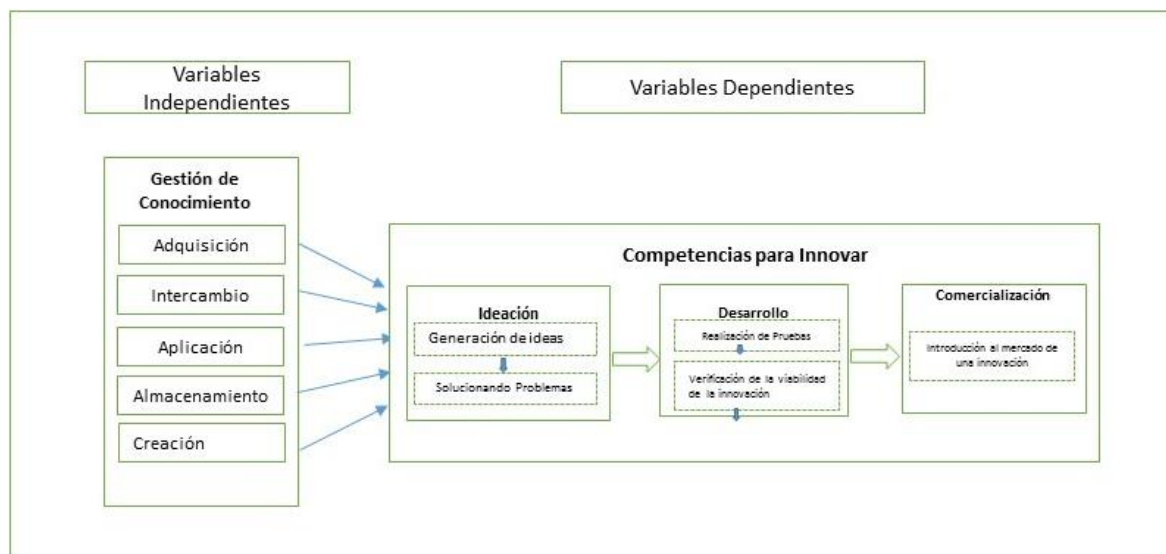 Variables
Independientes
Variables Dependientes
Gestión de
Conocimiento
Adquisición
Intercambio
Aplicación
Almacenamiento
Creación
Competencias para Innovar
Ideación
Generación de ideas
Solucionando Problemas
Desarrollo
Realización de Pruebas
Verificación de la viabilidad
de la innovación
Comercialización
Introducción al mercado de
una innovación